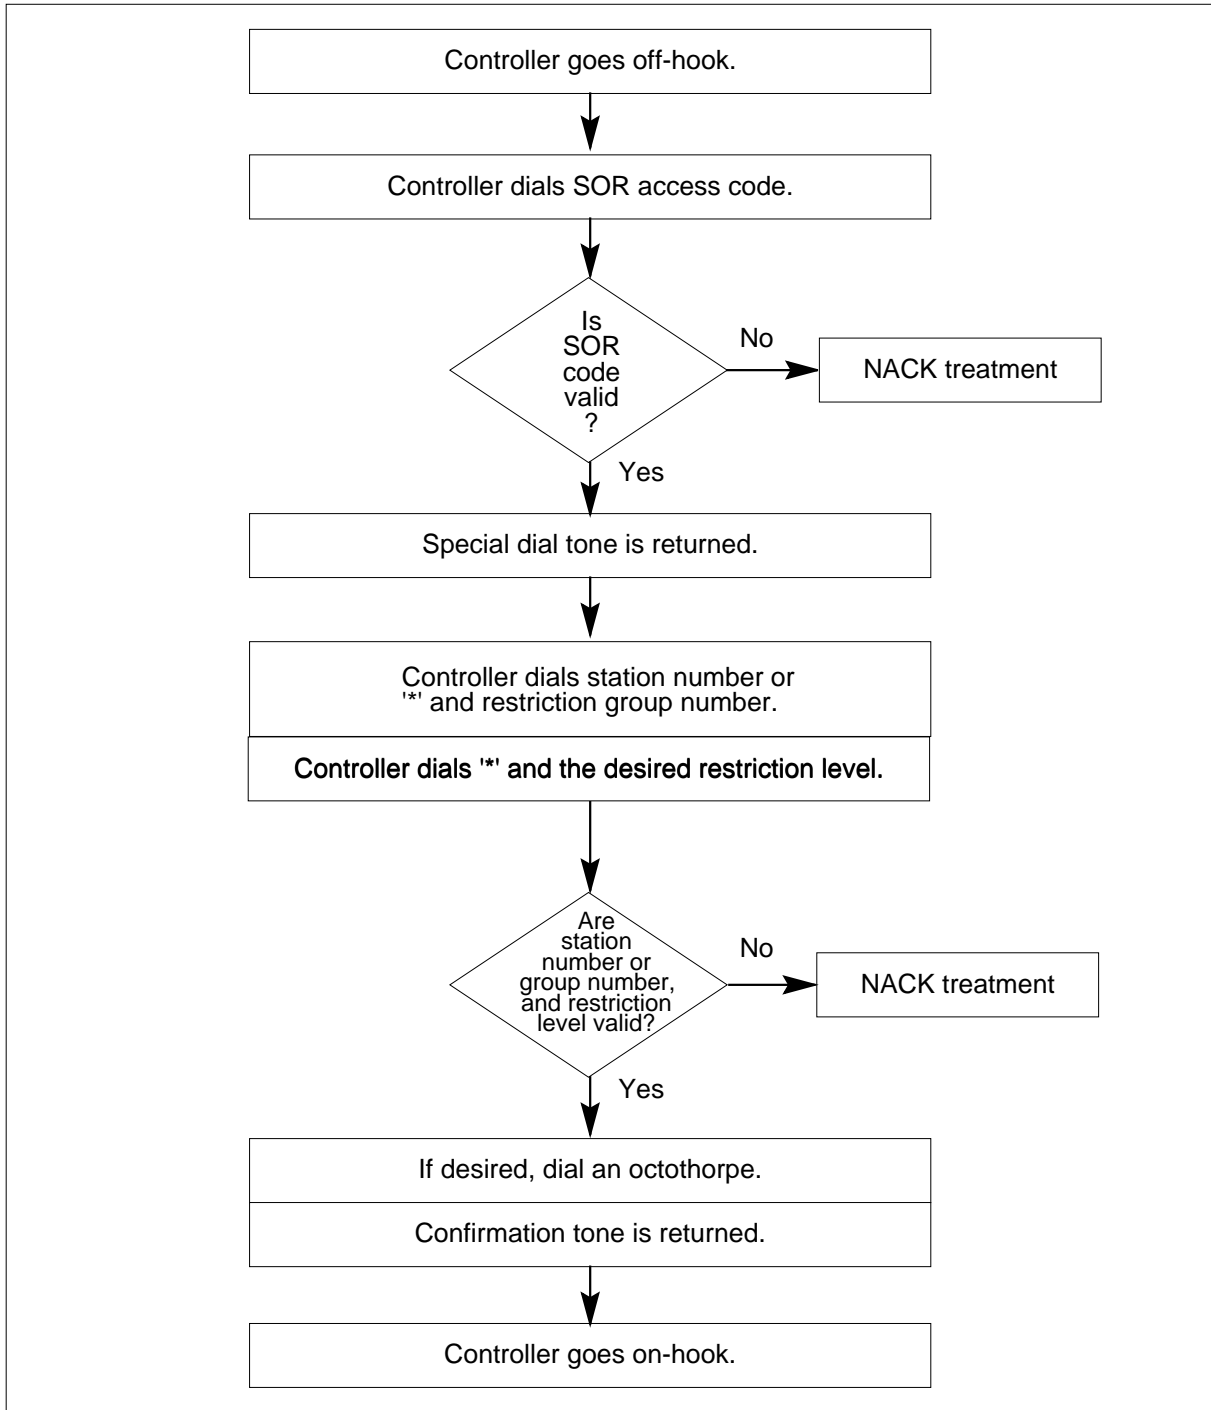 Controller goes off-hook.
Controller dials SOR access code.
Is
SOR
code
valid
?
No
NACK treatment
Yes
Special dial tone is returned.
Controller dials station number or
'*' and restriction group number.
Controller dials '*' and the desired restriction level.
Are
station
number or
group number,
and restriction
level valid?
No
NACK treatment
Yes
If desired, dial an octothorpe.
Confirmation tone is returned.
Controller goes on-hook.